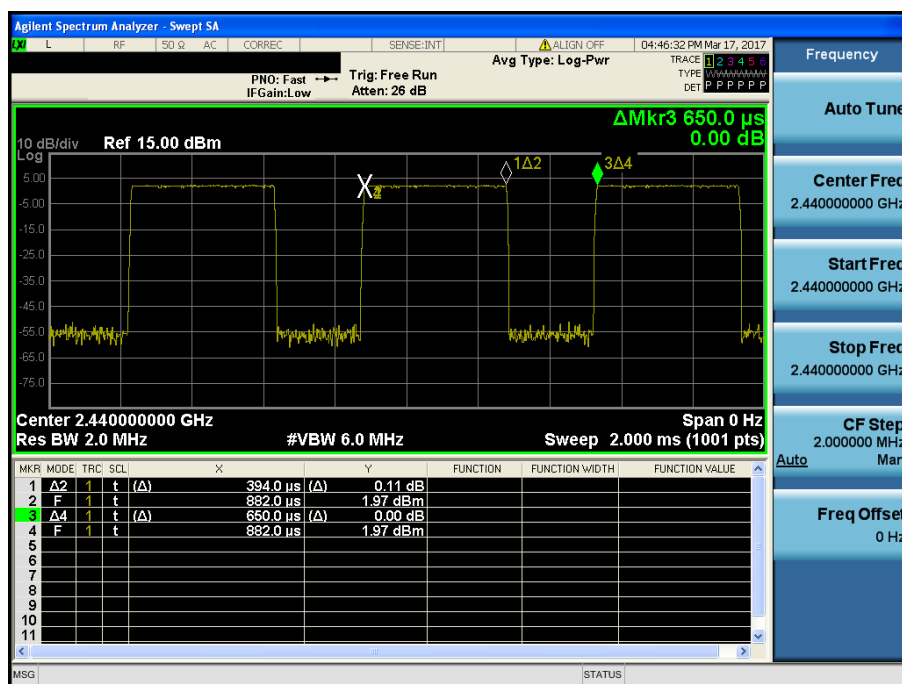 Agilent Spectrum Analyzer - Swept SA
LXI L RF 50 Ω AC CORREC SENSE:INT ALIGN OFF 04:46:32 PM Mar 17, 2017
Frequency
Avg Type: Log-Pwr TRACE 1 2 3 4 5 6
PNO: Fast Trig: Free Run TYPE
IFGain:Low Atten: 26 dB DET P P P P P P
Auto Tune
ΔMkr3 650.0 µs
0.00 dB
10 dB/div Ref 15.00 dBm
Log
1Δ2 3Δ4
5.00
-5.00
-15.0
-25.0
-35.0
-45.0
-55.0
-65.0
-75.0
Center Freq
2.440000000 GHz
Start Freq
2.440000000 GHz
Stop Freq
2.440000000 GHz
Center 2.440000000 GHz Span 0 Hz
Res BW 2.0 MHz #VBW 6.0 MHz Sweep 2.000 ms (1001 pts)
CF Step
2.000000 MHz
Auto Man
MKR MODE TRC SCL X Y FUNCTION FUNCTION WIDTH FUNCTION VALUE
1 Δ2 1 t (Δ) 394.0 µs (Δ) 0.11 dB
2 F 1 t 882.0 µs 1.97 dBm
3 Δ4 1 t (Δ) 650.0 µs (Δ) 0.00 dB
4 F 1 t 882.0 µs 1.97 dBm
5
6
7
8
9
10
11
Freq Offset
0 Hz
MSG STATUS